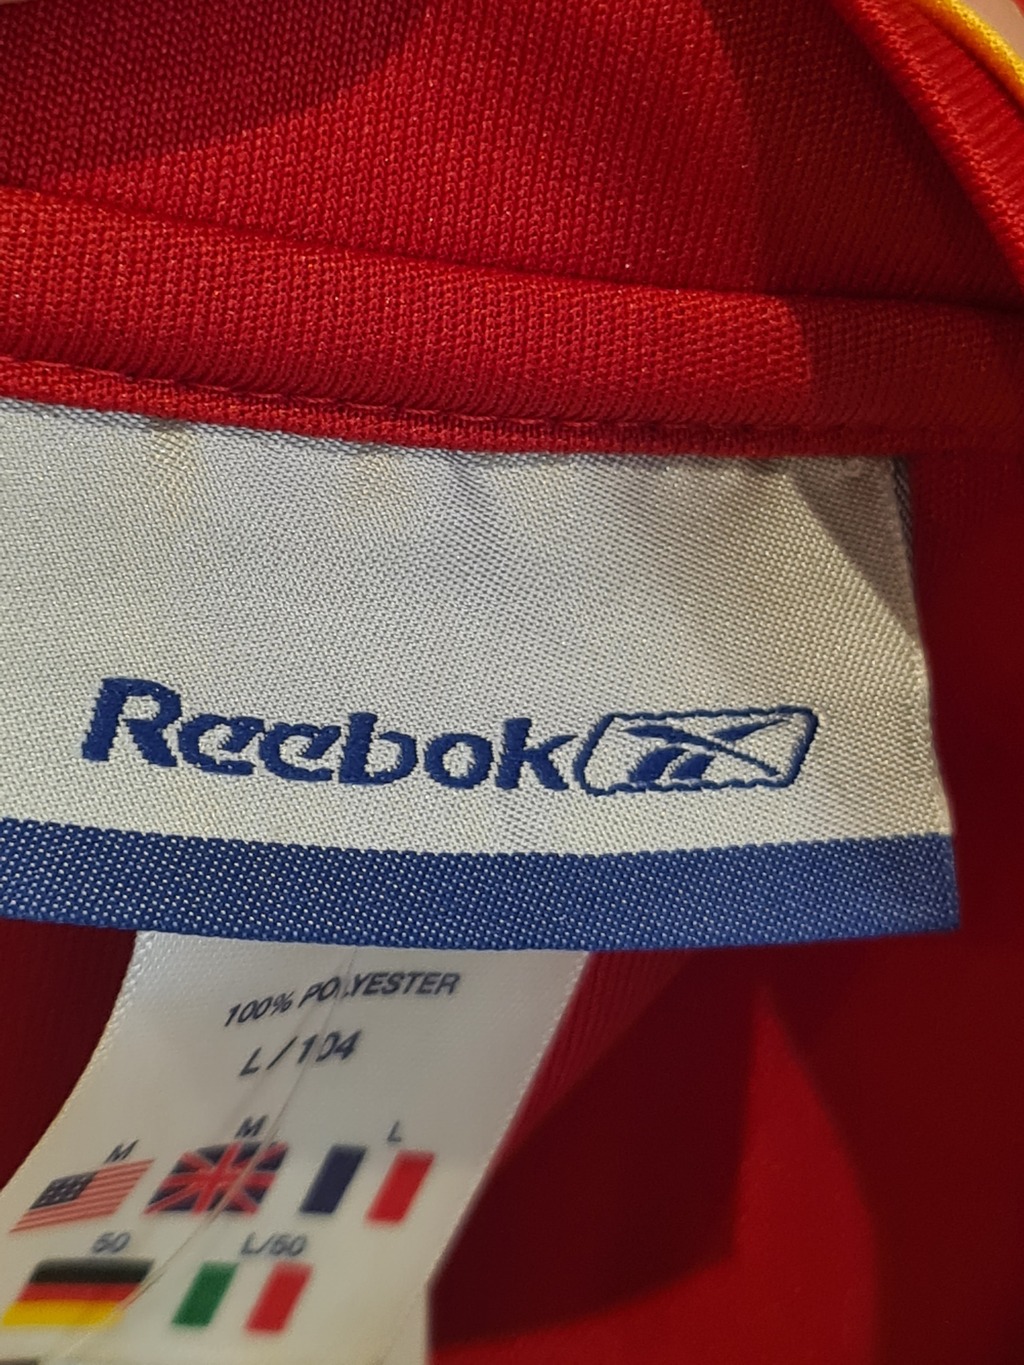 Reebok
100% POLYESTER
L / 104
M M L
50 L/50